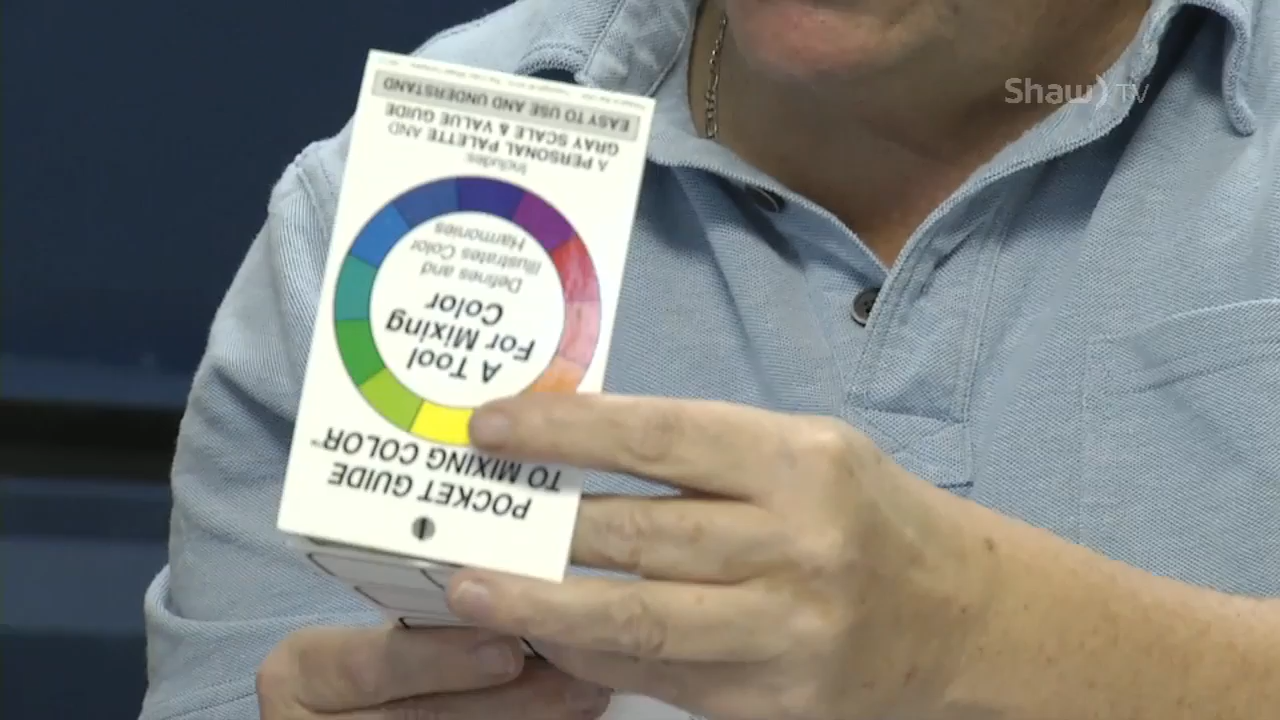 Shaw) TV
POCKET GUIDE
TO MIXING COLOR™
A Tool
For Mixing
Color
Defines and
Illustrates Color
Harmonies
Includes:
A PERSONAL PALETTE AND
GRAY SCALE & VALUE GUIDE
EASY TO USE AND UNDERSTAND